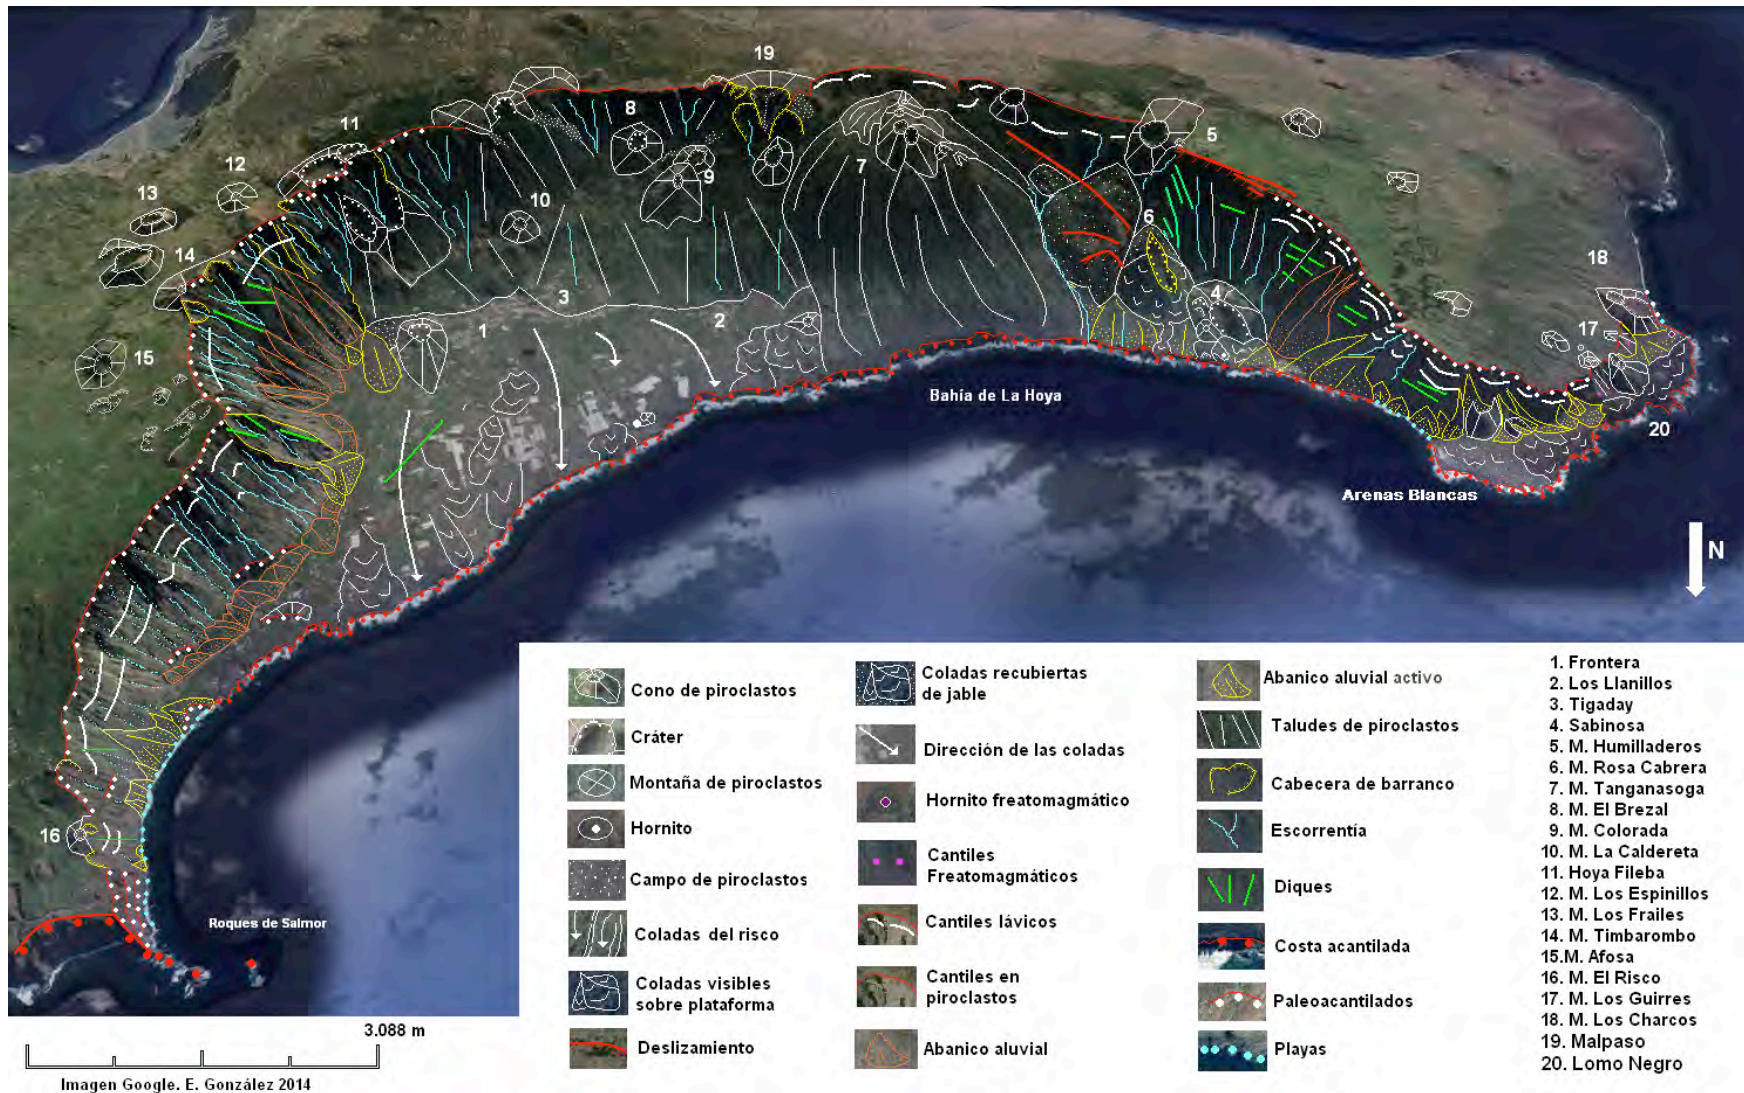 19
11
8
5
12
9
7
13
10
6
14
18
4
3
2
1
17
15
Bahía de La Hoya
20
Arenas Blancas
N
16
Roques de Salmor
3.088 m
Imagen Google. E. González 2014
Cono de piroclastos
Cráter
Montaña de piroclastos
Hornito
Campo de piroclastos
Coladas del risco
Coladas visibles
sobre plataforma
Deslizamiento
Coladas recubiertas
de jable
Dirección de las coladas
Hornito freatomagmático
Cantiles
Freatomagmáticos
Cantiles lávicos
Cantiles en
piroclastos
Abanico aluvial
Abanico aluvial activo
Taludes de piroclastos
Cabecera de barranco
Escorrentía
Diques
Costa acantilada
Paleoacantilados
Playas
1. Frontera
2. Los Llanillos
3. Tigaday
4. Sabinosa
5. M. Humilladeros
6. M. Rosa Cabrera
7. M. Tanganasoga
8. M. El Brezal
9. M. Colorada
10. M. La Caldereta
11. Hoya Fileba
12. M. Los Espinillos
13. M. Los Frailes
14. M. Timbarombo
15.M. Afosa
16. M. El Risco
17. M. Los Guirres
18. M. Los Charcos
19. Malpaso
20. Lomo Negro